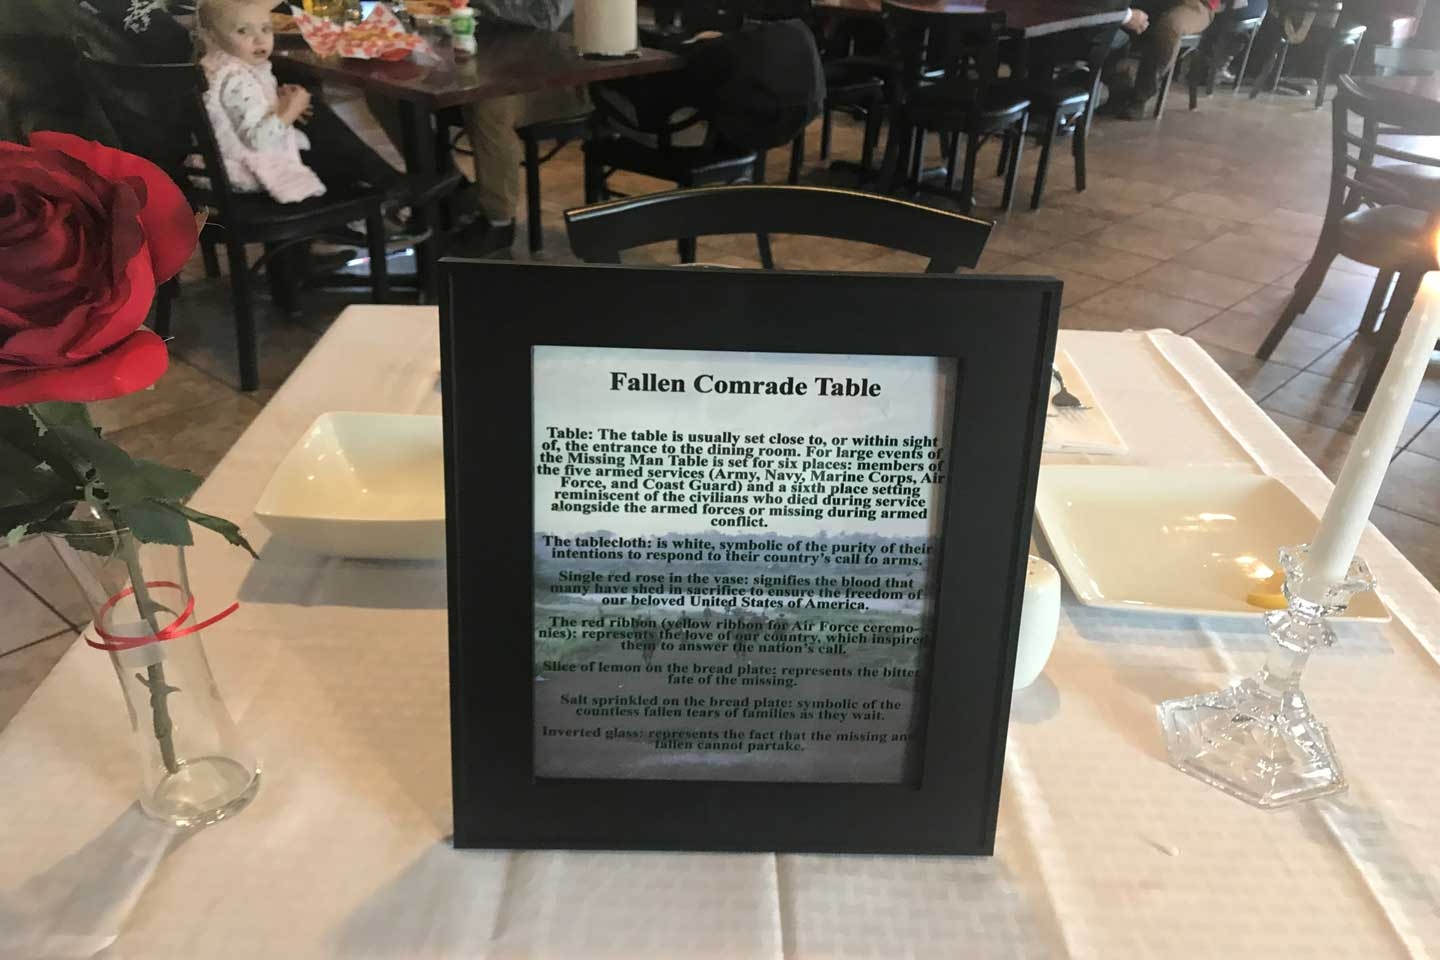 Fallen Comrade Table
Table: The table is usually set close to, or within sight
of, the entrance to the dining room. For large events of
the Missing Man Table is set for six places: members of
the five armed services (Army, Navy, Marine Corps, Air
Force, and Coast Guard) and a sixth place setting
reminiscent of the civilians who died during service
alongside the armed forces or missing during armed
conflict.
The tablecloth: is white, symbolic of the purity of their
intentions to respond to their country's call to arms.
Single red rose in the vase: signifies the blood that
many have shed in sacrifice to ensure the freedom of
our beloved United States of America.
The red ribbon (yellow ribbon for Air Force ceremo-
nies): represents the love of our country, which inspired
them to answer the nation's call.
Slice of lemon on the bread plate: represents the bitter
fate of the missing.
Salt sprinkled on the bread plate: symbolic of the
countless fallen tears of families as they wait.
Inverted glass: represents the fact that the missing an
fallen cannot partake.